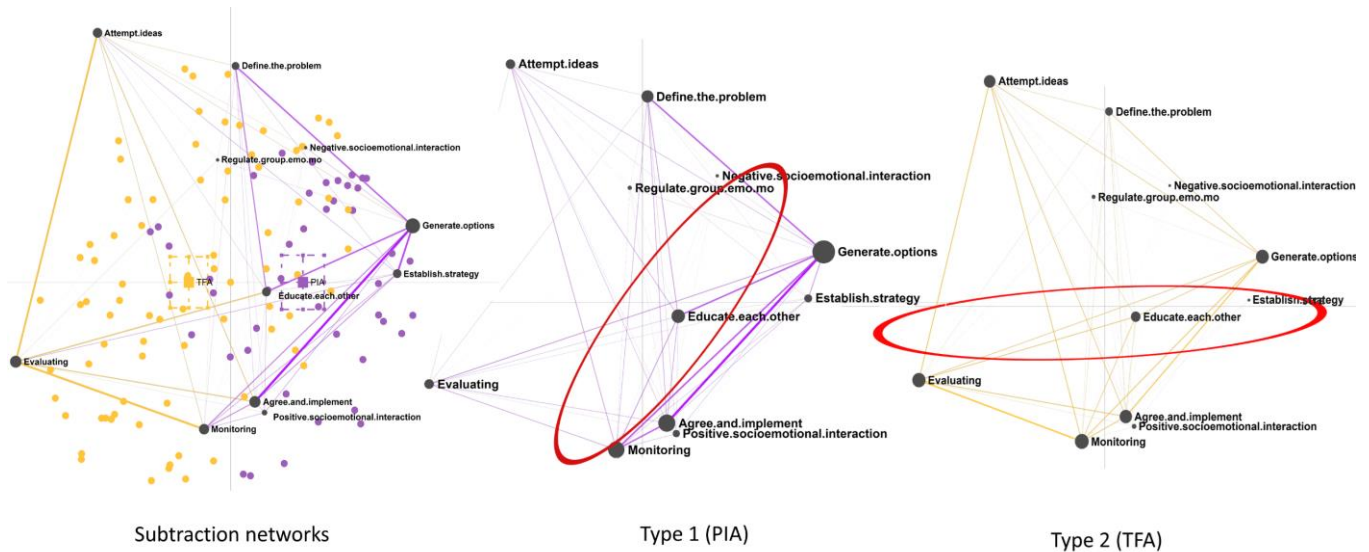 Attempt.ideas
Define.the.problem
Negative.socioemotional.interaction
Regulate.group.emo.mo
Generate.options
Establish.strategy
TFA
PIA
Educate.each.other
Evaluating
Agree.and.implement
Positive.socioemotional.interaction
Monitoring
Subtraction networks
Attempt.ideas
Define.the.problem
Negative.socioemotional.interaction
Regulate.group.emo.mo
Generate.options
Establish.strategy
Educate.each.other
Evaluating
Agree.and.implement
Positive.socioemotional.interaction
Monitoring
Type 1 (PIA)
Attempt.ideas
Define.the.problem
Negative.socioemotional.interaction
Regulate.group.emo.mo
Generate.options
Establish.strategy
Educate.each.other
Evaluating
Agree.and.implement
Positive.socioemotional.interaction
Monitoring
Type 2 (TFA)